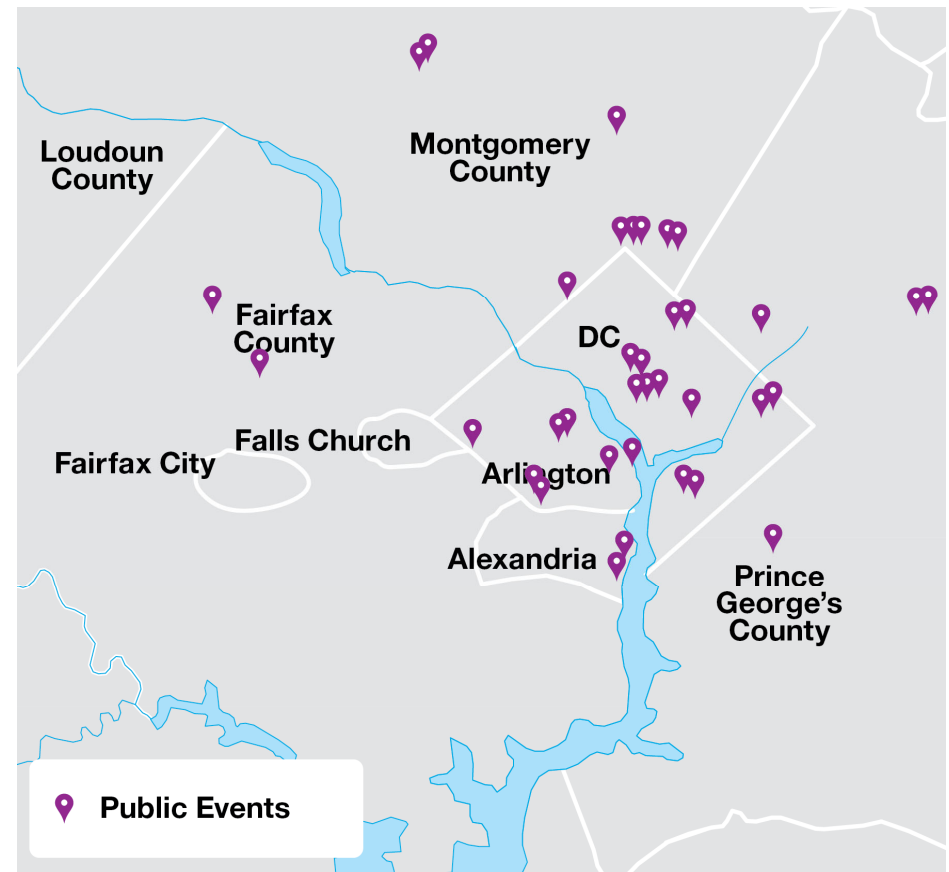 Montgomery
County
Loudoun
County
Fairfax
County
DC
Falls Church
Fairfax City
Arlington
Alexandria
Prince
George’s
County
Public Events